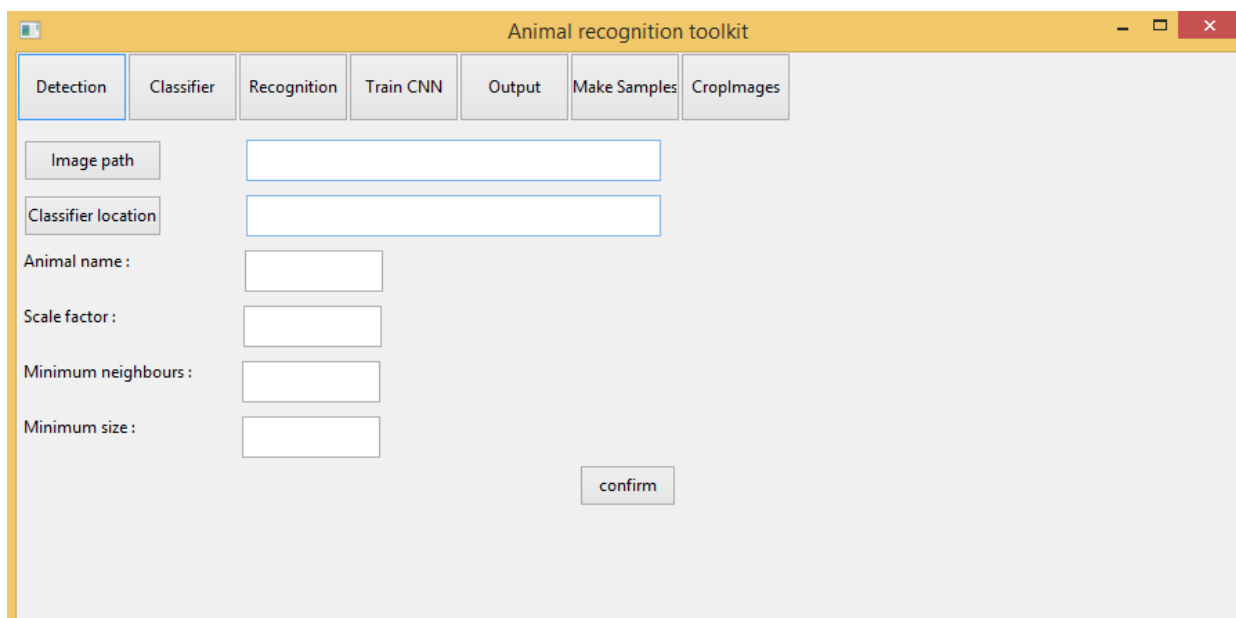 Animal recognition toolkit
Detection Classifier Recognition Train CNN Output Make Samples CropImages
Image path
Classifier location
Animal name :
Scale factor :
Minimum neighbours :
Minimum size :
confirm